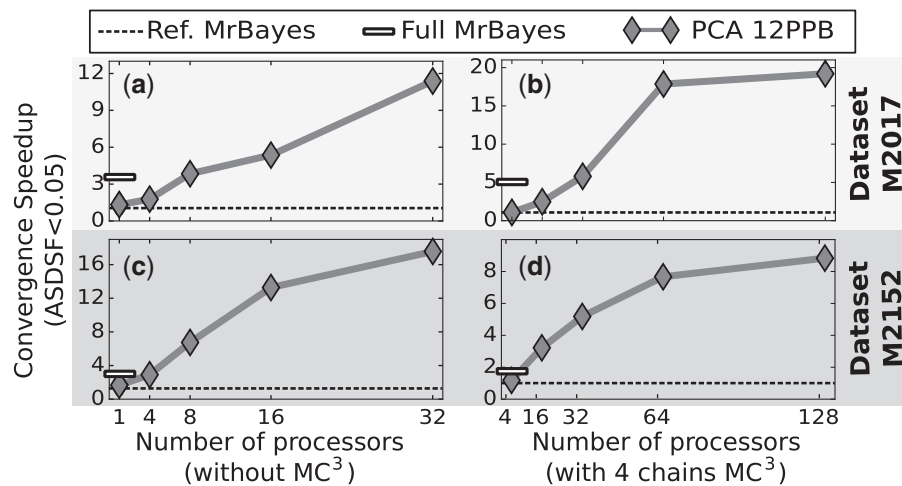 Ref. MrBayes Full MrBayes PCA 12PPB
Convergence Speedup
(ASDSF<0.05)
(a)
12
9
6
3
0
(b)
20
15
10
5
0
Dataset
M2017
(c)
16
12
8
4
0
1 4 8 16 32
Number of processors
(without MC³)
(d)
8
6
4
2
0
4 16 32 64 128
Number of processors
(with 4 chains MC³)
Dataset
M2152